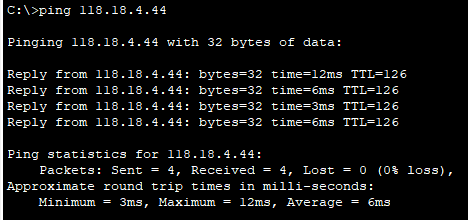 C:\>ping 118.18.4.44
Pinging 118.18.4.44 with 32 bytes of data:
Reply from 118.18.4.44: bytes=32 time=12ms TTL=126
Reply from 118.18.4.44: bytes=32 time=6ms TTL=126
Reply from 118.18.4.44: bytes=32 time=3ms TTL=126
Reply from 118.18.4.44: bytes=32 time=6ms TTL=126
Ping statistics for 118.18.4.44:
    Packets: Sent = 4, Received = 4, Lost = 0 (0% loss),
Approximate round trip times in milli-seconds:
    Minimum = 3ms, Maximum = 12ms, Average = 6ms